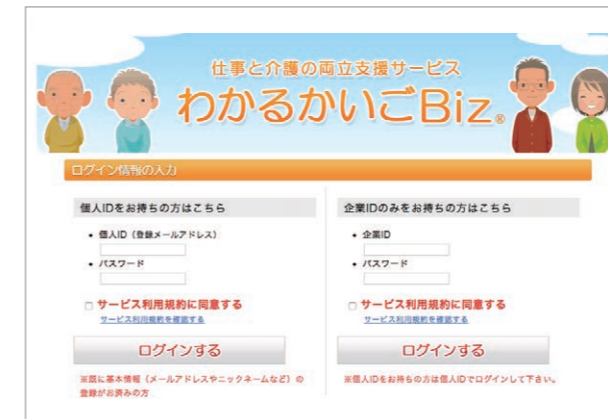 仕事と介護の両立支援サービス
わかるかいごBiz®
ログイン情報の入力
個人IDをお持ちの方はこちら
・ 個人ID（登録メールアドレス）
・ パスワード
サービス利用規約に同意する
サービス利用規約を確認する
ログインする
※既に基本情報（メールアドレスやニックネームなど）の
登録がお済みの方
企業IDのみをお持ちの方はこちら
・ 企業ID
・ パスワード
サービス利用規約に同意する
サービス利用規約を確認する
ログインする
※個人IDをお持ちの方は個人IDでログインして下さい。